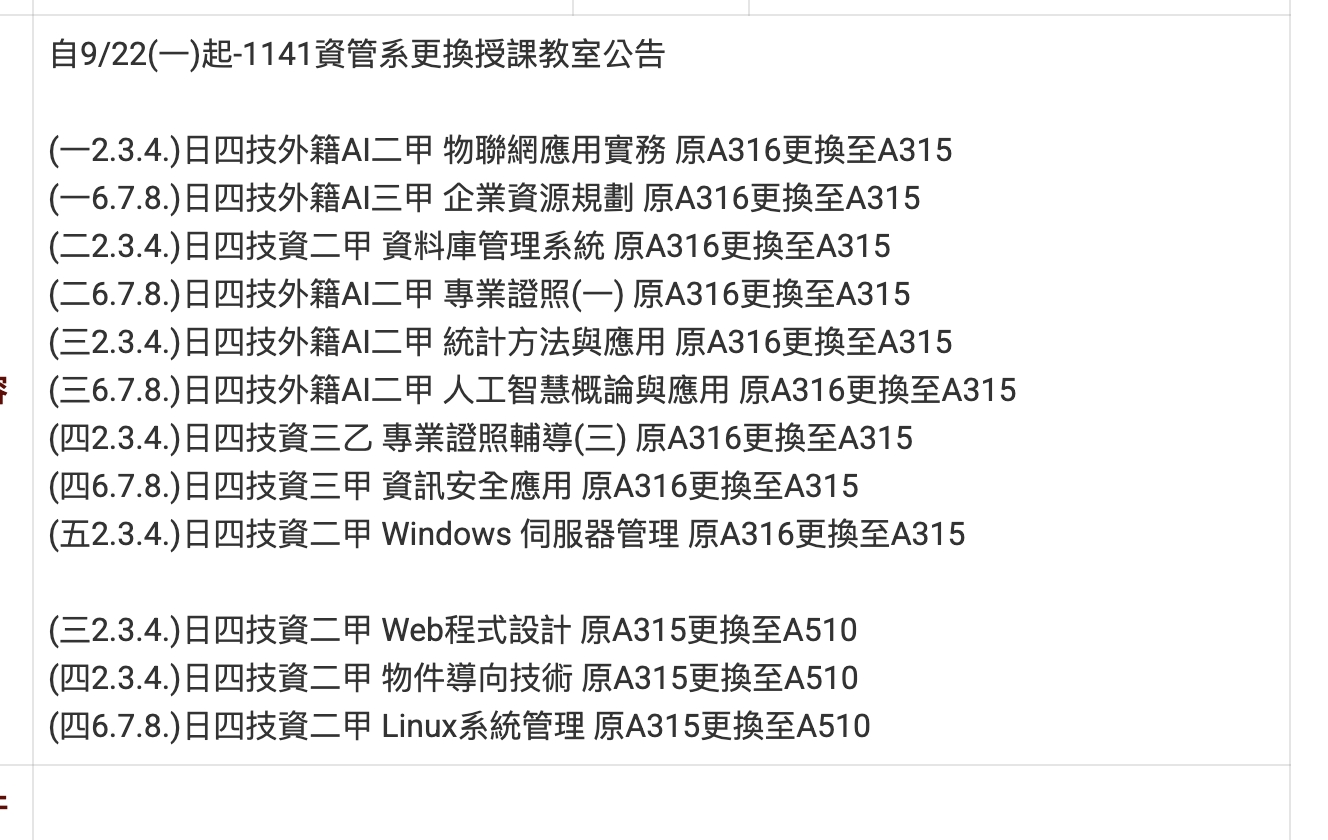 自9/22(一)起-1141資管系更換授課教室公告
(一2.3.4.)日四技外籍AI二甲 物聯網應用實務 原A316更換至A315
(一6.7.8.)日四技外籍AI三甲 企業資源規劃 原A316更換至A315
(二2.3.4.)日四技資二甲 資料庫管理系統 原A316更換至A315
(二6.7.8.)日四技外籍AI二甲 專業證照(一) 原A316更換至A315
(三2.3.4.)日四技外籍AI二甲 統計方法與應用 原A316更換至A315
(三6.7.8.)日四技外籍AI二甲 人工智慧概論與應用 原A316更換至A315
(四2.3.4.)日四技資三乙 專業證照輔導(三) 原A316更換至A315
(四6.7.8.)日四技資三甲 資訊安全應用 原A316更換至A315
(五2.3.4.)日四技資二甲 Windows 伺服器管理 原A316更換至A315
(三2.3.4.)日四技資二甲 Web程式設計 原A315更換至A510
(四2.3.4.)日四技資二甲 物件導向技術 原A315更換至A510
(四6.7.8.)日四技資二甲 Linux系統管理 原A315更換至A510